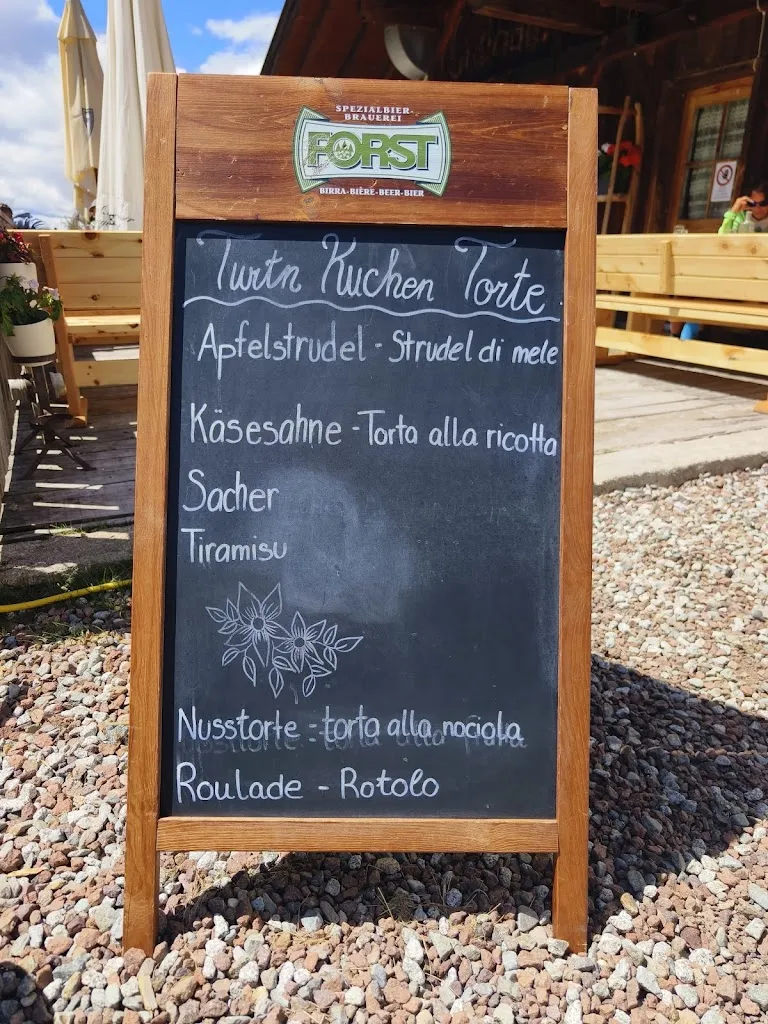 SPEZIALBIER-
BRAUEREI
FORST
BIRRA-BIÈRE-BEER-BIER
Turtn Kuchen Torte
Apfelstrudel - Strudel di mele
Käsesahne - Torta alla ricotta
Sacher
Tiramisu
Nusstorte - torta alla nociola
Roulade - Rotolo